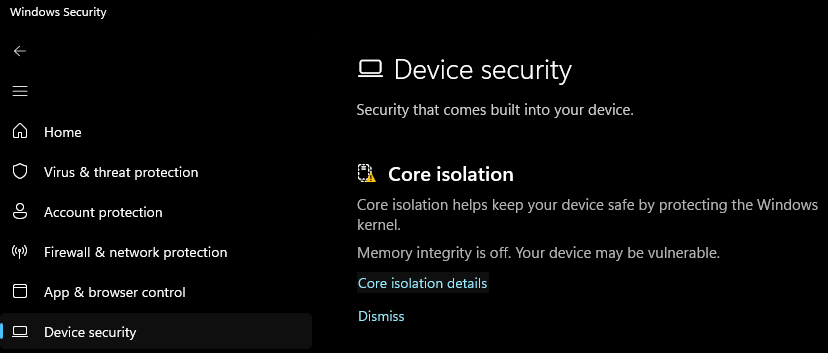 Windows Security
Home
Virus & threat protection
Account protection
Firewall & network protection
App & browser control
Device security
Device security
Security that comes built into your device.
Core isolation
Core isolation helps keep your device safe by protecting the Windows
kernel.
Memory integrity is off. Your device may be vulnerable.
Core isolation details
Dismiss